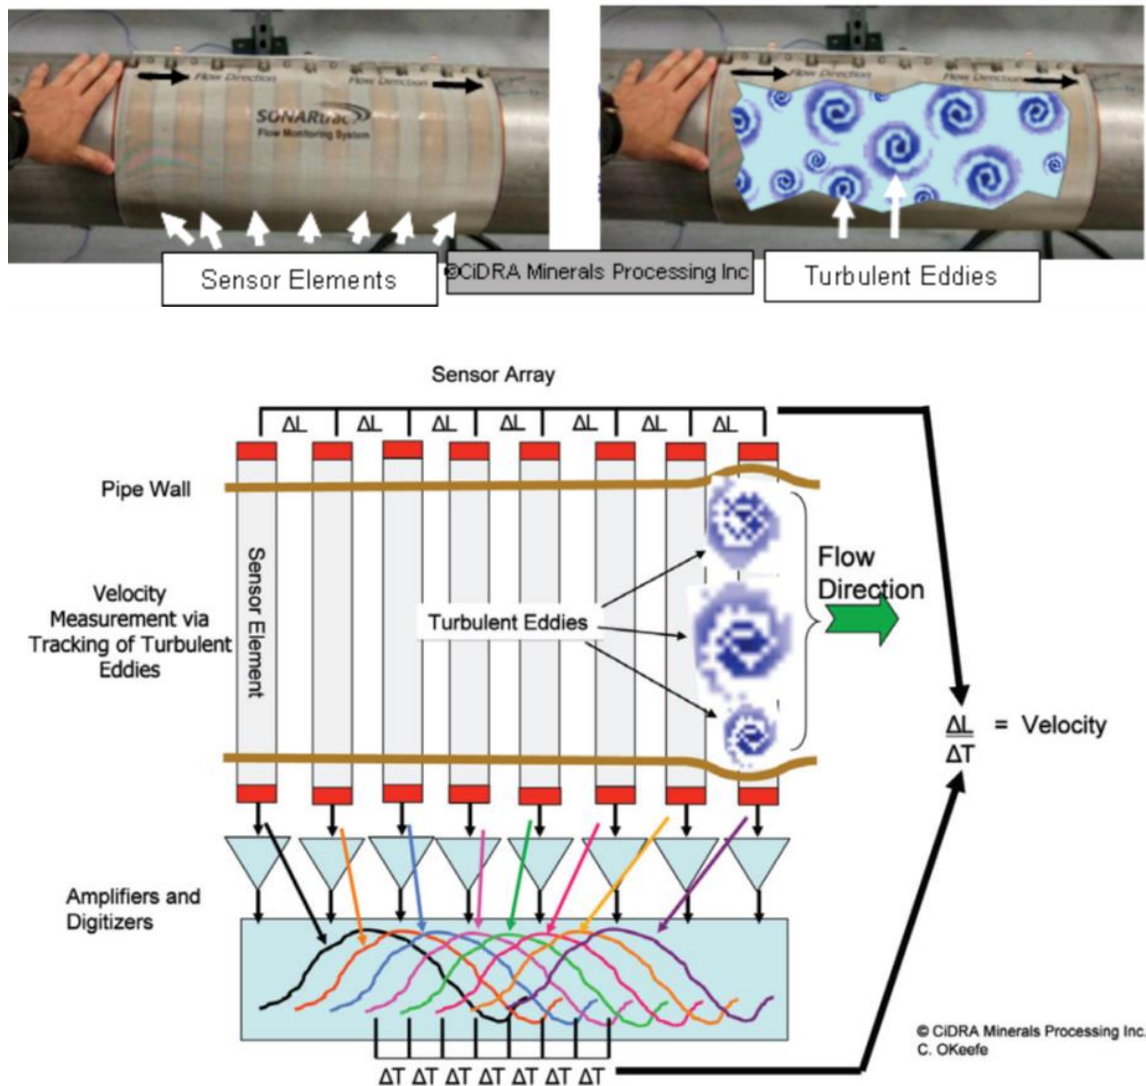 Flow Direction
Flow Direction
SONARtrac
Flow Monitoring System
Flow Direction
Flow Direction
Sensor Elements
©CiDRA Minerals Processing Inc
Turbulent Eddies
Sensor Array
ΔL ΔL ΔL ΔL ΔL ΔL ΔL
Pipe Wall
Sensor Element
Velocity
Measurement via
Tracking of Turbulent
Eddies
Turbulent Eddies
Flow
Direction
ΔL
ΔT
= Velocity
Amplifiers and
Digitizers
ΔT ΔT ΔT ΔT ΔT ΔT ΔT
© CiDRA Minerals Processing Inc.
C. OKeefe